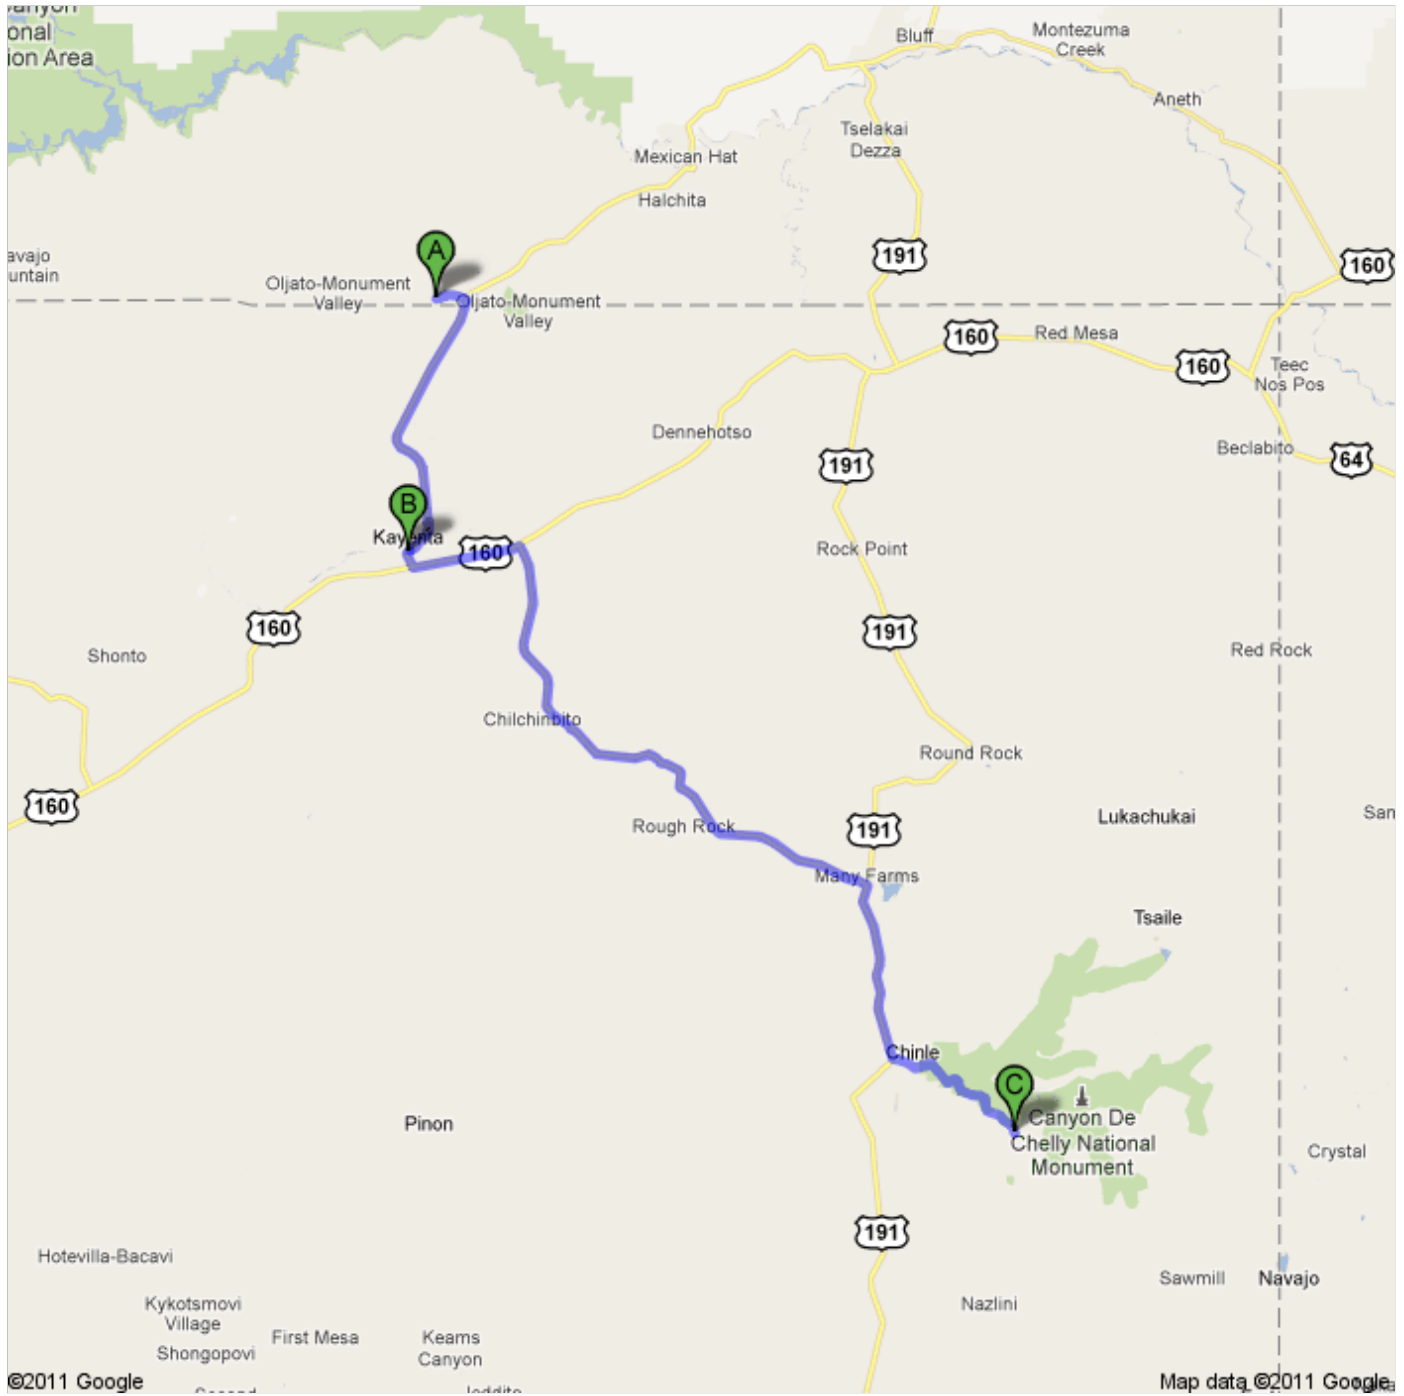 anyon
onal
ion Area
Bluff
Montezuma
Creek
Aneth
Tselakai
Dezza
Mexican Hat
Halchita
191
160
avajo
untain
A
Oljato-Monument
Valley
Oljato-Monument
Valley
160
Red Mesa
160
Teec
Nos Pos
Dennehotso
191
Beclabito
64
B
Kayenta
160
Rock Point
160
191
Shonto
Red Rock
Chilchinbito
Round Rock
160
Rough Rock
191
Lukachukai
San
Many Farms
Tsaile
Chinle
C
Canyon De
Chelly National
Monument
Pinon
Crystal
191
Hotevilla-Bacavi
Sawmill
Navajo
Kykotsmovi
Village
Nazlini
First Mesa
Keams
Canyon
Shongopovi
©2011 Google
Map data ©2011 Google